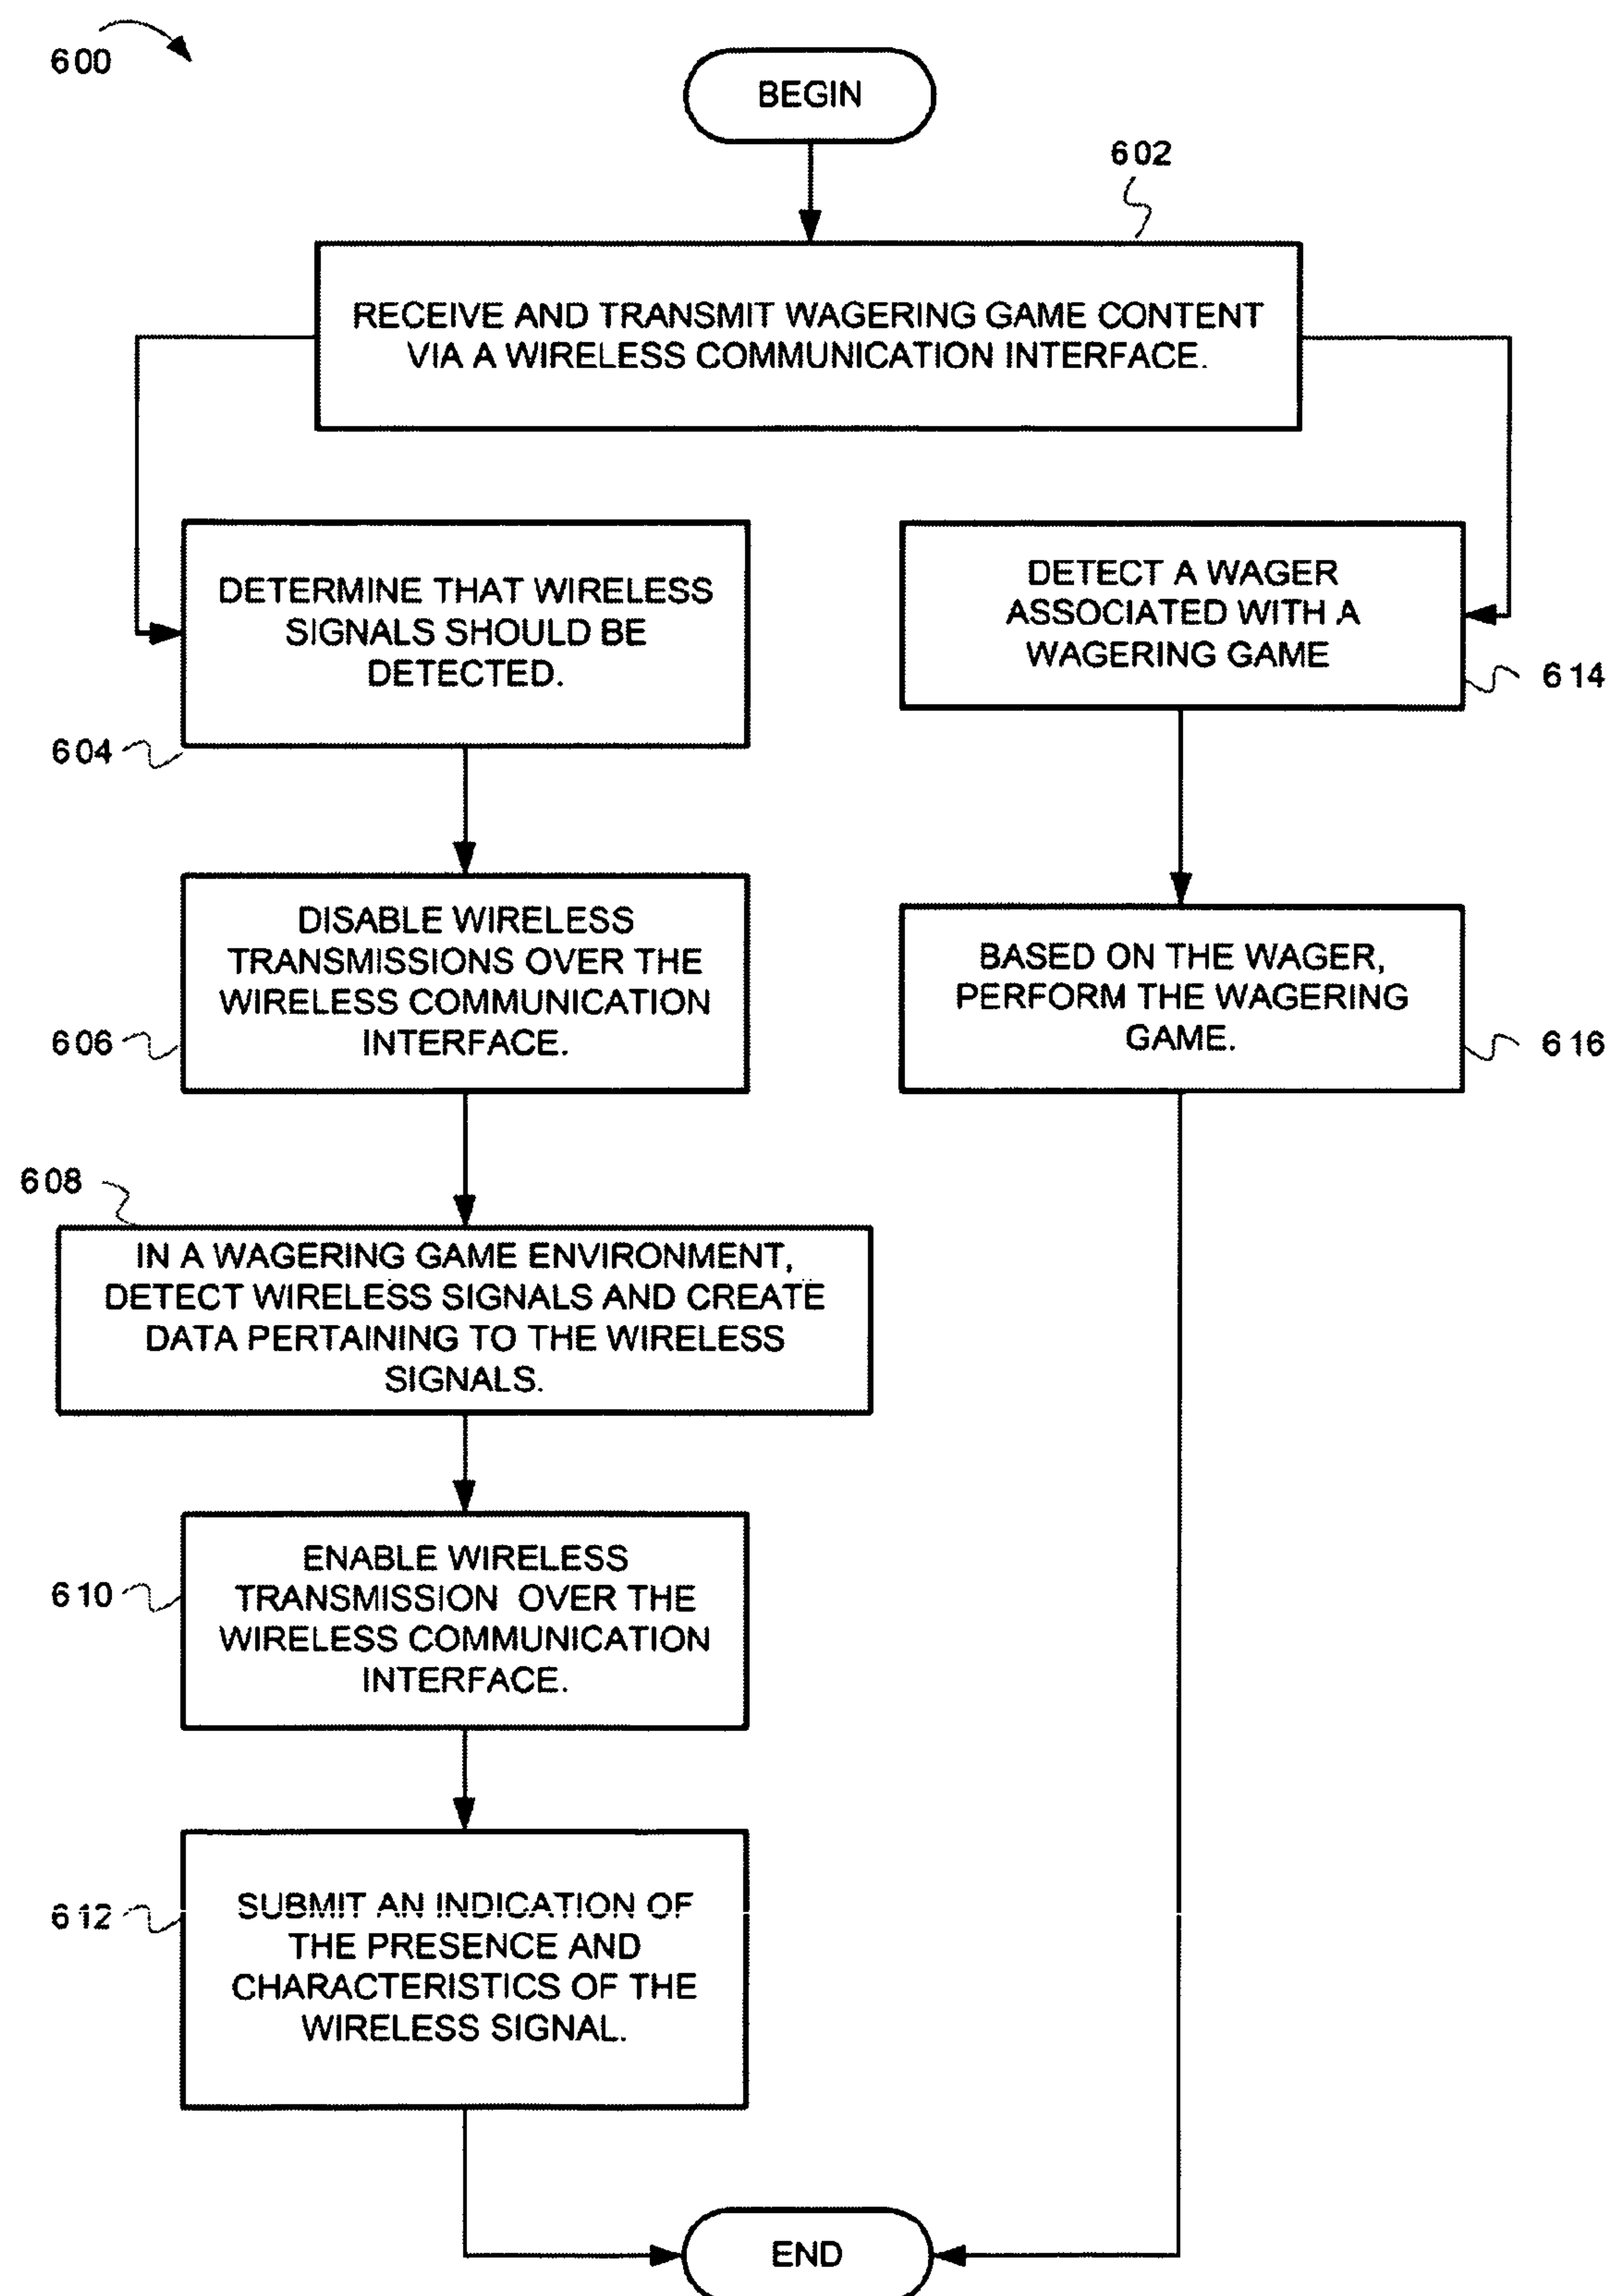 600
BEGIN
602
RECEIVE AND TRANSMIT WAGERING GAME CONTENT
VIA A WIRELESS COMMUNICATION INTERFACE.
DETERMINE THAT WIRELESS
SIGNALS SHOULD BE
DETECTED.
604
DETECT A WAGER
ASSOCIATED WITH A
WAGERING GAME
614
DISABLE WIRELESS
TRANSMISSIONS OVER THE
WIRELESS COMMUNICATION
INTERFACE.
606
BASED ON THE WAGER,
PERFORM THE WAGERING
GAME.
616
608
IN A WAGERING GAME ENVIRONMENT,
DETECT WIRELESS SIGNALS AND CREATE
DATA PERTAINING TO THE WIRELESS
SIGNALS.
ENABLE WIRELESS
TRANSMISSION OVER THE
WIRELESS COMMUNICATION
INTERFACE.
610
SUBMIT AN INDICATION OF
THE PRESENCE AND
CHARACTERISTICS OF THE
WIRELESS SIGNAL.
612
END